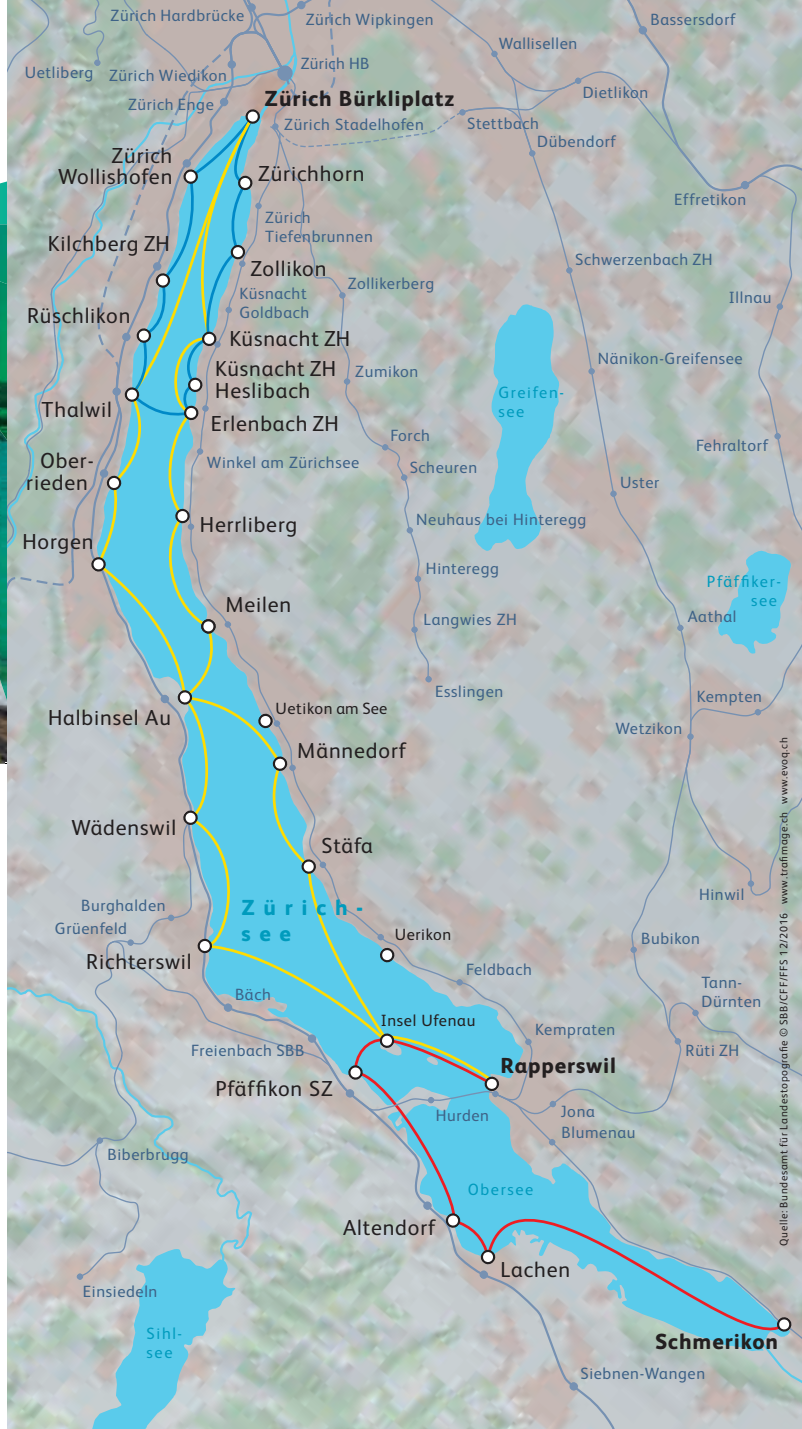 Zürich Hardbrücke
Zürich Wipkingen
Bassersdorf
Wallisellen
Uetliberg
Zürich Wiedikon
Zürich HB
Dietlikon
Zürich Enge
Zürich Bürkliplatz
Zürich Stadelhofen
Stettbach
Dübendorf
Zürich
Wollishofen
Zürichhorn
Effretikon
Zürich
Tiefenbrunnen
Kilchberg ZH
Zollikon
Schwerzenbach ZH
Zollikerberg
Küsnacht
Goldbach
Illnau
Rüschlikon
Küsnacht ZH
Nänikon-Greifensee
Küsnacht ZH
Heslibach
Zumikon
Greifen-
see
Thalwil
Erlenbach ZH
Forch
Fehraltorf
Ober-
rieden
Winkel am Zürichsee
Scheuren
Uster
Herrliberg
Neuhaus bei Hinteregg
Horgen
Hinteregg
Pfäffiker-
see
Meilen
Langwies ZH
Aathal
Esslingen
Kempten
Halbinsel Au
Uetikon am See
Wetzikon
Männedorf
Wädenswil
Stäfa
Hinwil
Burghalden
Zürich-
see
Grüenfeld
Uerikon
Bubikon
Richterswil
Feldbach
Tann-
Dürnten
Bäch
Insel Ufenau
Kempraten
Freienbach SBB
Rüti ZH
Rapperswil
Pfäffikon SZ
Hurden
Jona
Blumenau
Biberbrugg
Obersee
Altendorf
Lachen
Einsiedeln
Sihl-
see
Schmerikon
Siebnen-Wangen
Quelle: Bundesamt für Landestopografie © SBB/CFF/FFS 12/2016 www.trafimage.ch www.evoq.ch